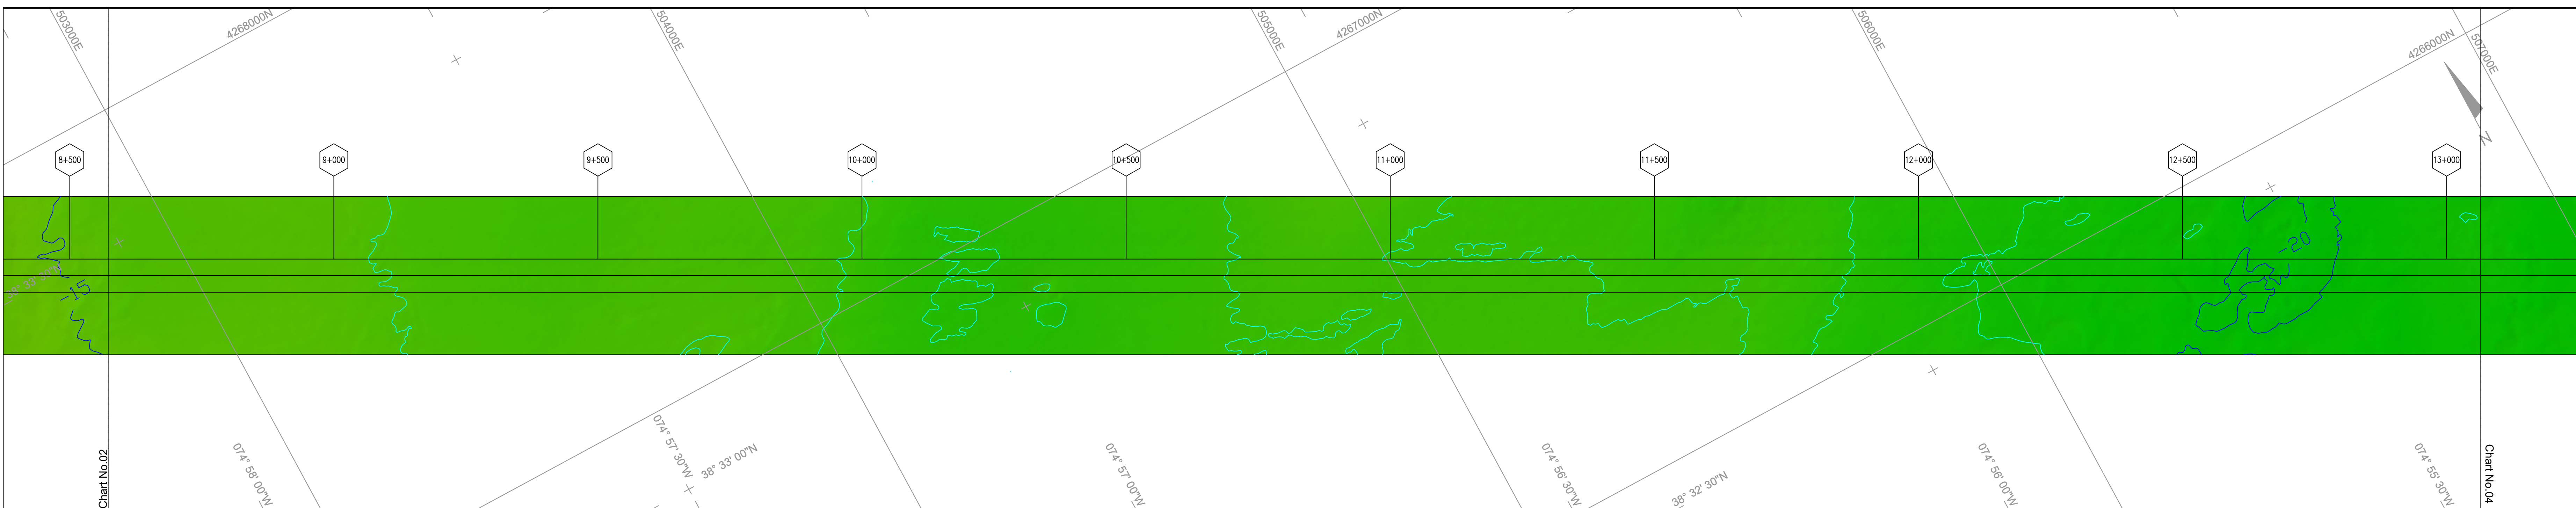 503000E
4268000N
504000E
505000E
4267000N
506000E
4266000N
507000E
N
8+500
9+000
9+500
10+000
10+500
11+000
11+500
12+000
12+500
13+000
-20
-15
Chart No.02
074° 58' 00"W
074° 57' 30"W
38° 33' 00"N
074° 57' 00"W
074° 56' 30"W
38° 32' 30"N
074° 56' 00"W
074° 55' 30"W
Chart No.04